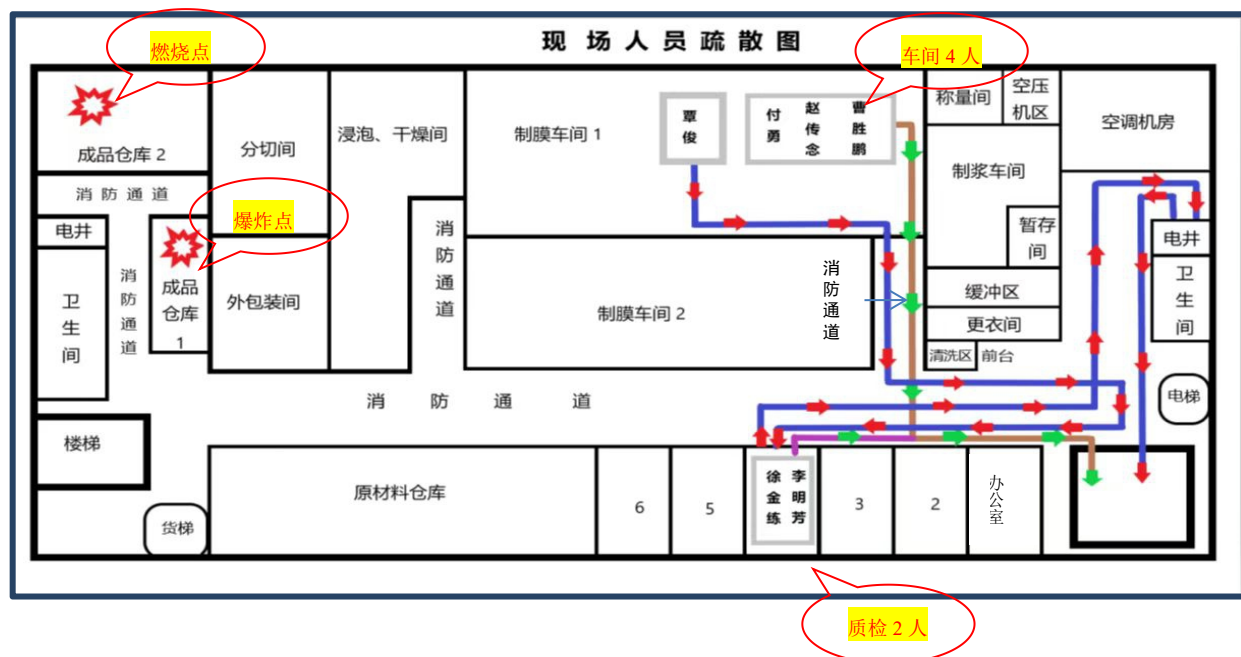 现场人员疏散图
燃烧点
车间 4 人
成品仓库 2
分切间
浸泡、干燥间
制膜车间 1
覃俊
付勇
赵传念
曹胜鹏
称量间
空压机区
空调机房
制浆车间
暂存间
消防通道
电井
爆炸点
消防通道
成品仓库1
卫生间
外包装间
消防通道
制膜车间 2
消防通道
缓冲区
更衣间
清洗区
前台
电井
卫生间
电梯
消防通道
楼梯
货梯
原材料仓库
6
5
徐金练
李明芳
3
2
办公室
质检 2 人